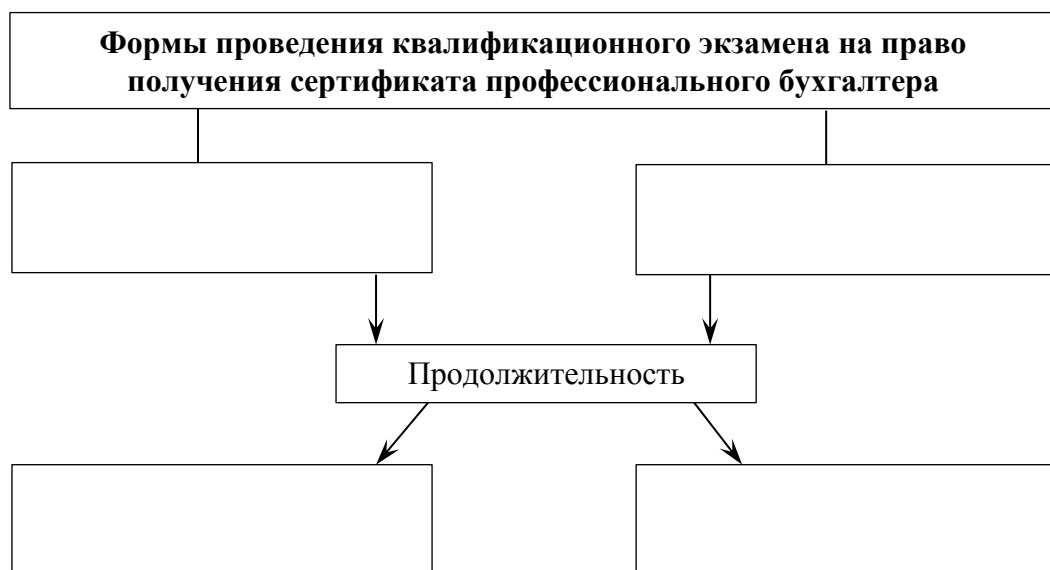 Формы проведения квалификационного экзамена на право
получения сертификата профессионального бухгалтера
Продолжительность